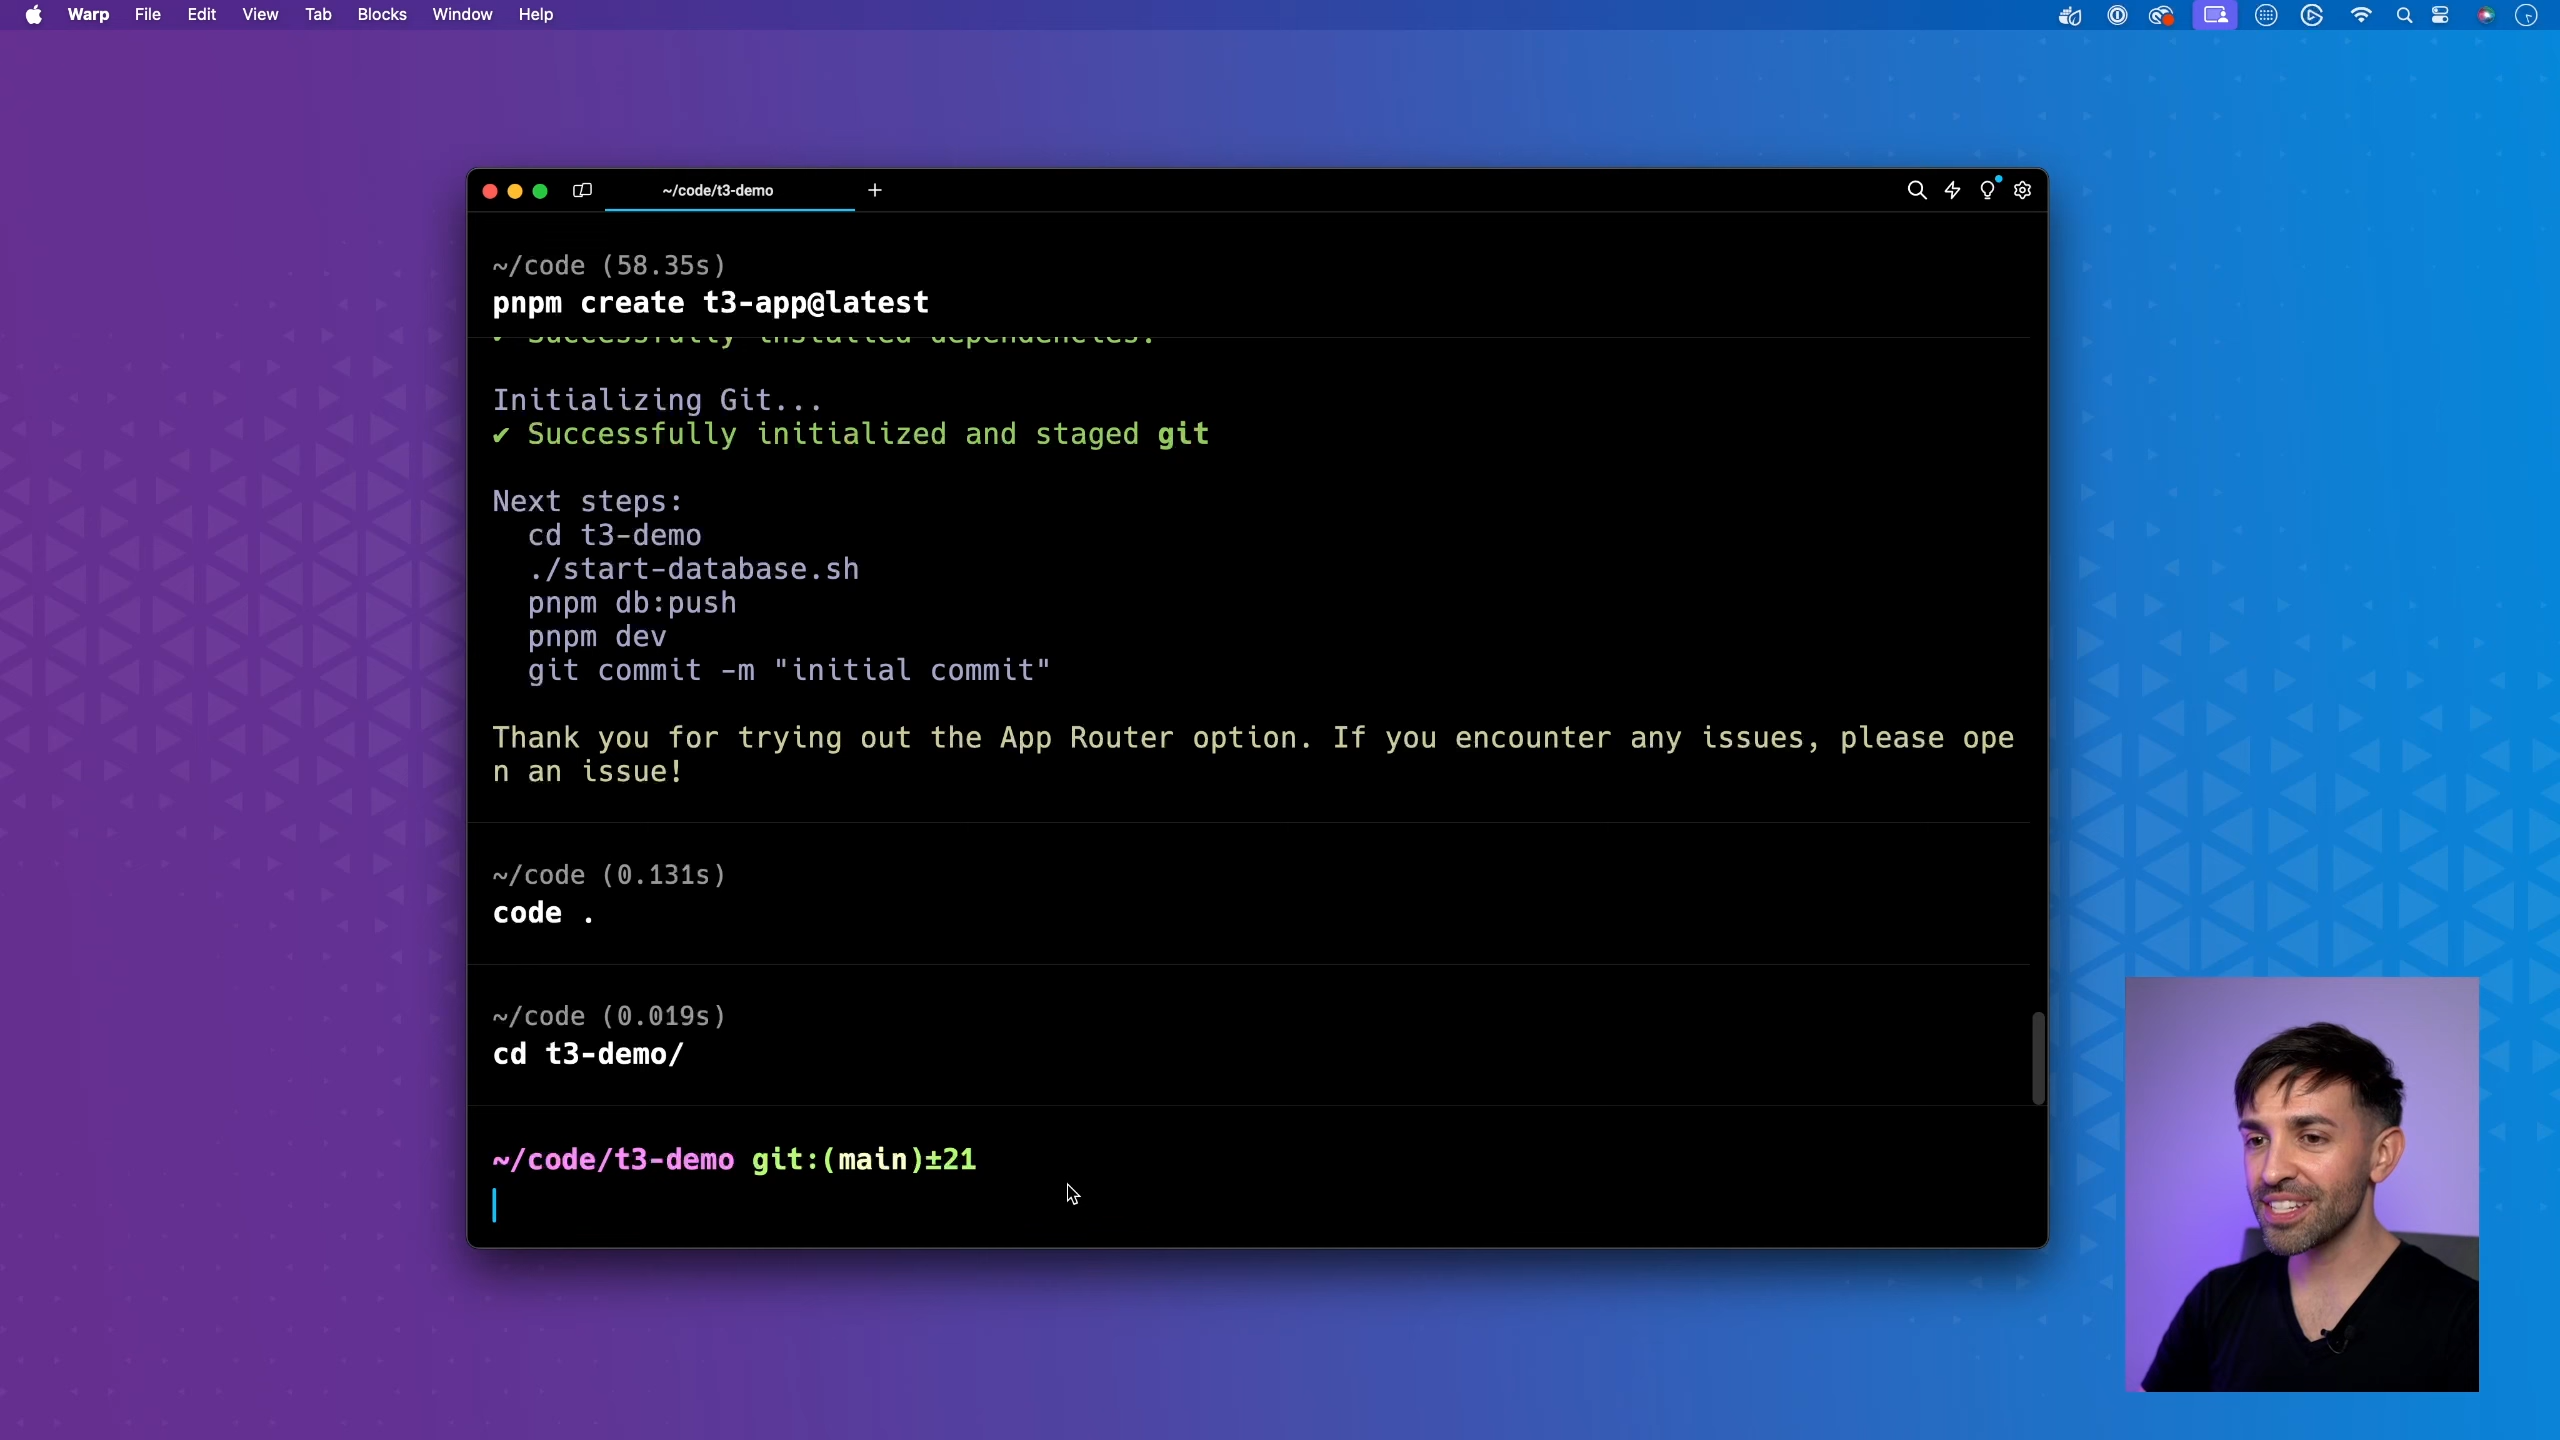 Warp File Edit View Tab Blocks Window Help
~/code/t3-demo
~/code (58.35s)
pnpm create t3-app@latest
✔ Successfully installed dependencies!
Initializing Git...
✔ Successfully initialized and staged git
Next steps:
cd t3-demo
./start-database.sh
pnpm db:push
pnpm dev
git commit -m "initial commit"
Thank you for trying out the App Router option. If you encounter any issues, please ope
n an issue!
~/code (0.131s)
code .
~/code (0.019s)
cd t3-demo/
~/code/t3-demo git:(main)±21